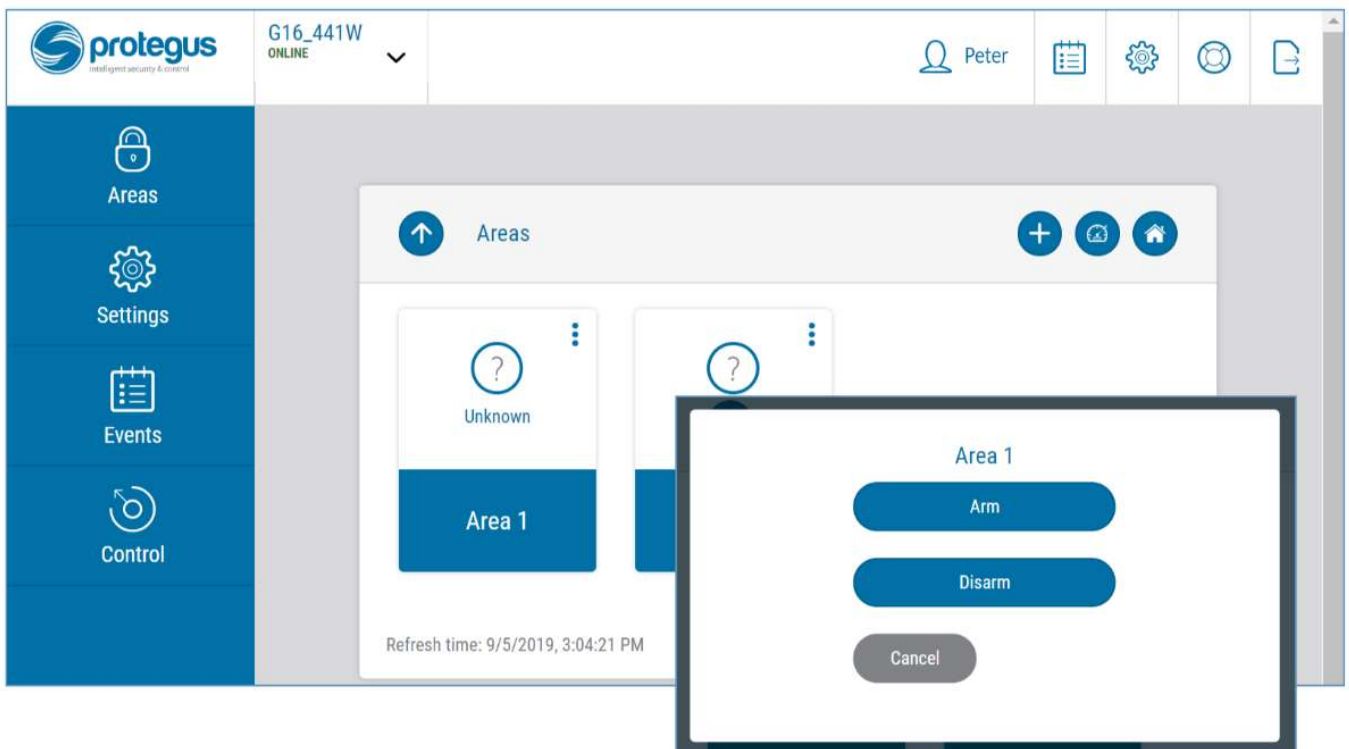 protegus
intelligent security & control
G16_441W
ONLINE
Peter
Areas
Settings
Events
Control
Areas
?
Unknown
Area 1
?
Refresh time: 9/5/2019, 3:04:21 PM
Area 1
Arm
Disarm
Cancel